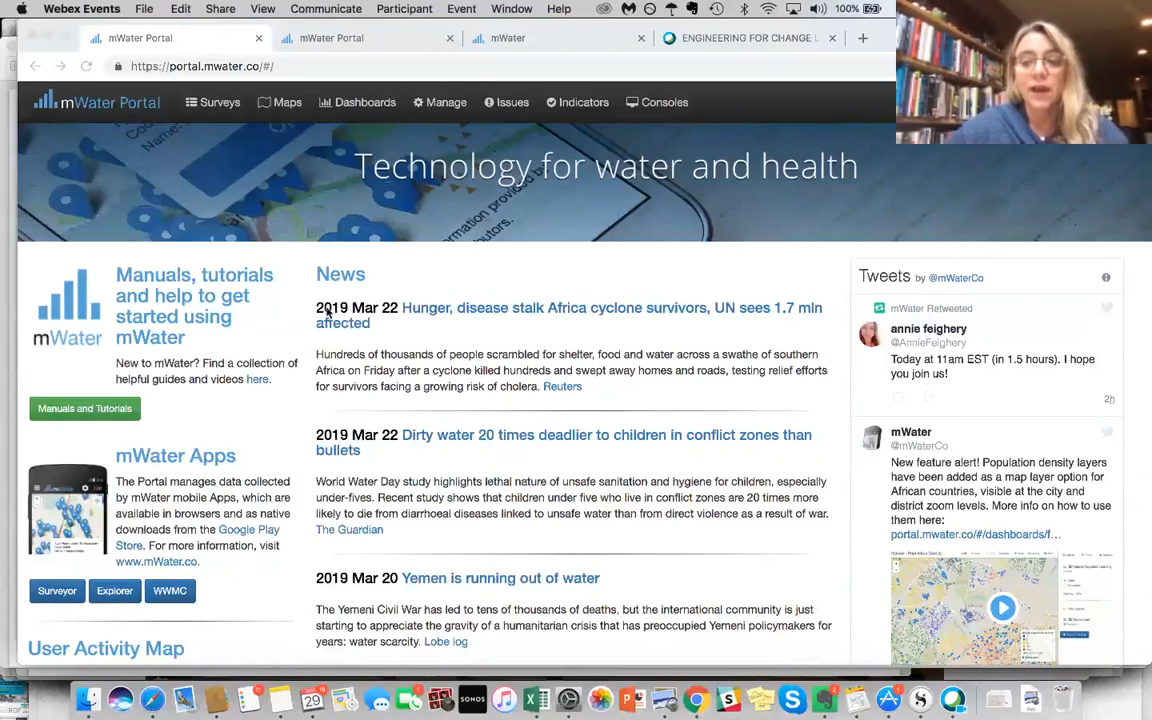 Webex Events File Edit Share View Communicate Participant Event Window Help 100%
mWater Portal mWater Portal mWater ENGINEERING FOR CHANGE
https://portal.mwater.co/#/
mWater Portal Surveys Maps Dashboards Manage Issues Indicators Consoles
Technology for water and health
mWater
Manuals, tutorials
and help to get
started using
mWater
New to mWater? Find a collection of
helpful guides and videos here.
Manuals and Tutorials
mWater Apps
The Portal manages data collected
by mWater mobile Apps, which are
available in browsers and as native
downloads from the Google Play
Store. For more information, visit
www.mWater.co.
Surveyor Explorer WWMC
User Activity Map
News
2019 Mar 22 Hunger, disease stalk Africa cyclone survivors, UN sees 1.7 mln
affected
Hundreds of thousands of people scrambled for shelter, food and water across a swathe of southern
Africa on Friday after a cyclone killed hundreds and swept away homes and roads, testing relief efforts
for survivors facing a growing risk of cholera. Reuters
2019 Mar 22 Dirty water 20 times deadlier to children in conflict zones than
bullets
World Water Day study highlights lethal nature of unsafe sanitation and hygiene for children, especially
under-fives. Recent study shows that children under five who live in conflict zones are 20 times more
likely to die from diarrhoeal diseases linked to unsafe water than from direct violence as a result of war.
The Guardian
2019 Mar 20 Yemen is running out of water
The Yemeni Civil War has led to tens of thousands of deaths, but the international community is just
starting to appreciate the gravity of a humanitarian crisis that has preoccupied Yemeni policymakers for
years: water scarcity. Lobe log
Tweets by @mWaterCo
mWater Retweeted
annie feighery
@AnnieFeighery
Today at 11am EST (in 1.5 hours). I hope
you join us!
2h
mWater
@mWaterCo
New feature alert! Population density layers
have been added as a map layer option for
African countries, visible at the city and
district zoom levels. More info on how to use
them here:
portal.mwater.co/#/dashboards/f...
SONOS